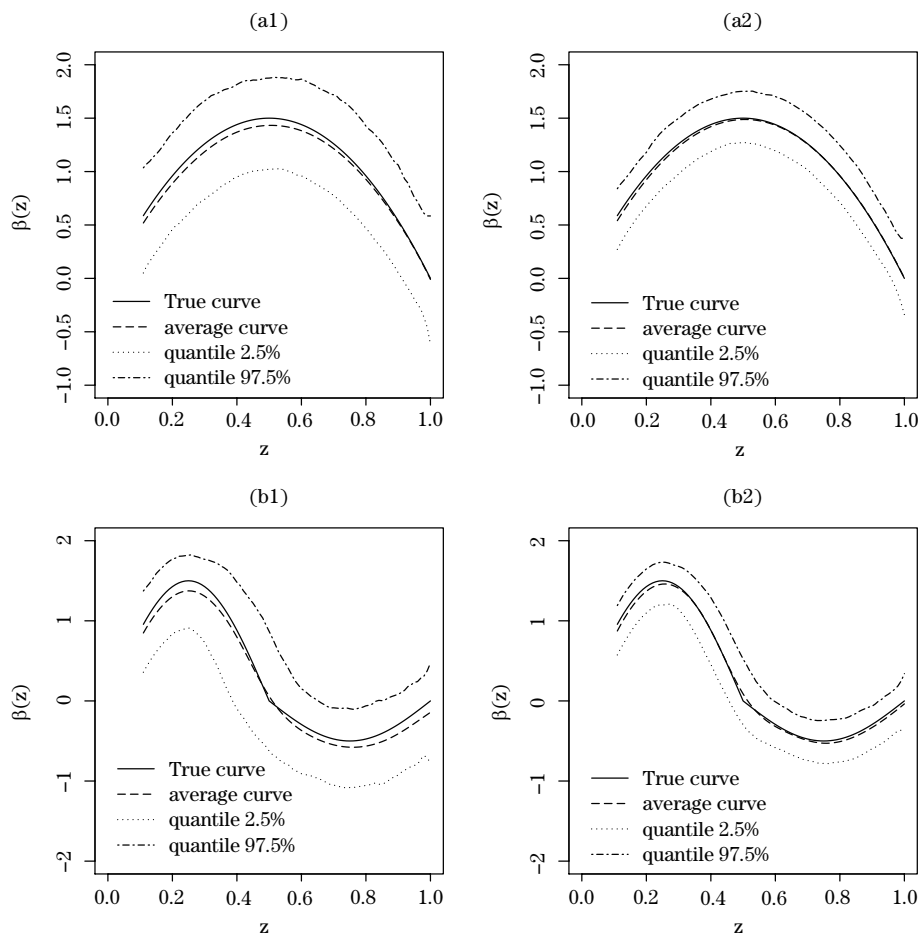 (a1)
β(z)
2.0
1.5
1.0
0.5
0.0
−0.5
−1.0
True curve
average curve
quantile 2.5%
quantile 97.5%
0.0 0.2 0.4 0.6 0.8 1.0
z
(a2)
β(z)
2.0
1.5
1.0
0.5
0.0
−0.5
−1.0
True curve
average curve
quantile 2.5%
quantile 97.5%
0.0 0.2 0.4 0.6 0.8 1.0
z
(b1)
β(z)
2
1
0
−1
−2
True curve
average curve
quantile 2.5%
quantile 97.5%
0.0 0.2 0.4 0.6 0.8 1.0
z
(b2)
β(z)
2
1
0
−1
−2
True curve
average curve
quantile 2.5%
quantile 97.5%
0.0 0.2 0.4 0.6 0.8 1.0
z